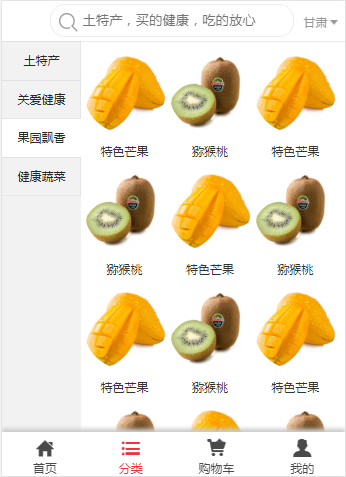 土特产，买的健康，吃的放心
甘肃
土特产
关爱健康
果园飘香
健康蔬菜
特色芒果 猕猴桃 特色芒果
猕猴桃 特色芒果 猕猴桃
特色芒果 猕猴桃 特色芒果
首页 分类 购物车 我的